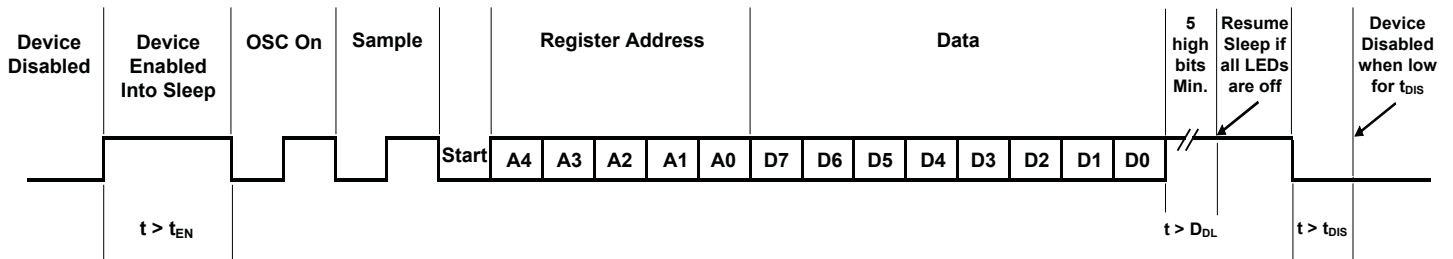 Device
Disabled
Device
Enabled
Into Sleep
OSC On
Sample
Register Address
Data
5
high
bits
Min.
Resume
Sleep if
all LEDs
are off
Device
Disabled
when low
for tDIS
Start A4 A3 A2 A1 A0 D7 D6 D5 D4 D3 D2 D1 D0
t > tEN
t > DDL
t > tDIS